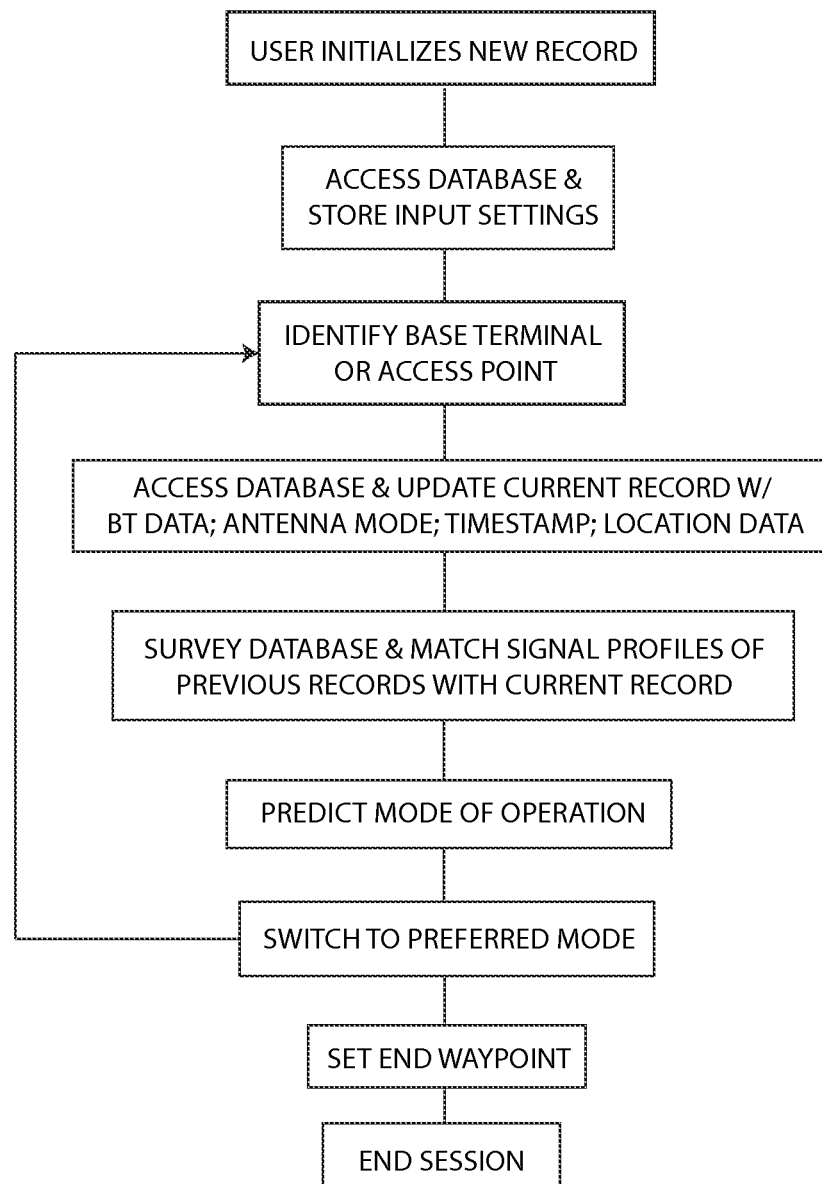 USER INITIALIZES NEW RECORD
ACCESS DATABASE &
STORE INPUT SETTINGS
IDENTIFY BASE TERMINAL
OR ACCESS POINT
ACCESS DATABASE & UPDATE CURRENT RECORD W/
BT DATA; ANTENNA MODE; TIMESTAMP; LOCATION DATA
SURVEY DATABASE & MATCH SIGNAL PROFILES OF
PREVIOUS RECORDS WITH CURRENT RECORD
PREDICT MODE OF OPERATION
SWITCH TO PREFERRED MODE
SET END WAYPOINT
END SESSION